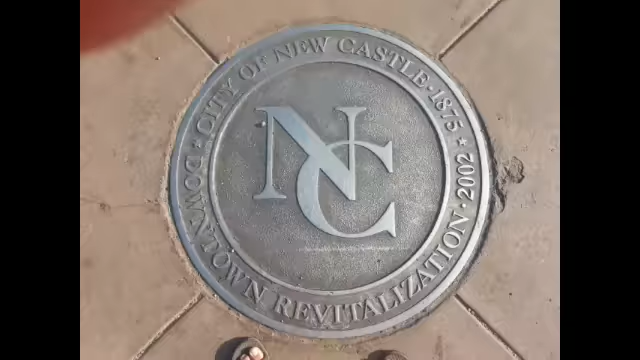 CITY OF NEW CASTLE · 1875 ★ 2002 · DOWNTOWN REVITALIZATION
NC